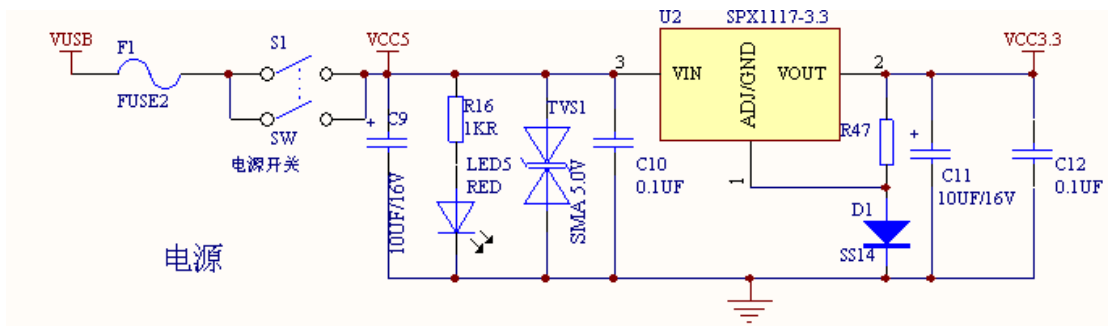 U2
SPX1117-3.3
VUSB
F1
S1
VCC5
VCC3.3
3
VIN
VOUT
2
FUSE2
ADJ/GND
SW
电源开关
+
C9
10UF/16V
R16
1KR
LED5
RED
TVS1
SMA 5.0V
C10
0.1UF
1
R47
+
C11
10UF/16V
C12
0.1UF
D1
SS14
电源